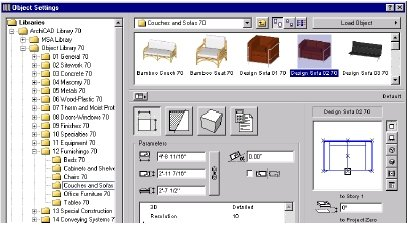 Object Settings
Libraries
ArchiCAD Library 70
MSA Library
Object Library 70
01 General 70
02 Sitework 70
03 Concrete 70
04 Masonry 70
05 Metals 70
06 Wood-Plastic 70
07 Therm and Moist Prot
08 Doors-Windows 70
09 Finishes 70
10 Specialties 70
11 Equipment 70
12 Furnishings 70
Beds 70
Cabinets and Shelve
Chairs 70
Couches and Sofas
Office Furniture 70
Tables 70
13 Special Construction
14 Conveying Systems 7
Couches and Sofas 70
Load Object
Bamboo Couch 70
Bamboo Seat 70
Design Sofa 01 70
Design Sofa 02 70
Design Sofa 03 70
Default
Design Sofa 02 70
Parameters
4'-8 11/16"
2'-11 7/16"
2'-7 1/2"
0.00°
3D Detailed
Resolution 10
to Story 1
0"
to Project Zero